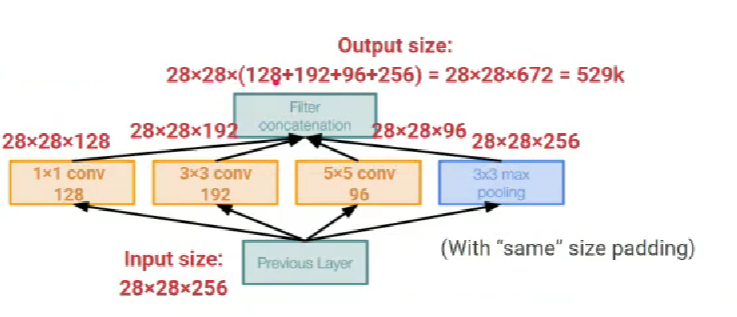 Output size:
28×28×(128+192+96+256) = 28×28×672 = 529k
Filter
concatenation
28×28×128
28×28×192
28×28×96
28×28×256
1×1 conv
128
3×3 conv
192
5×5 conv
96
3x3 max
pooling
Input size:
28×28×256
Previous Layer
(With “same” size padding)